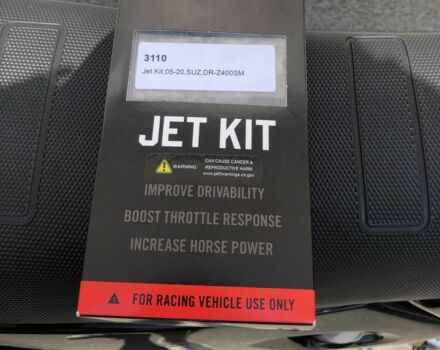 3110
Jet Kit,05-20,SUZ,DR-Z400SM
JET KIT
WARNING: CAN CAUSE CANCER &
REPRODUCTIVE HARM
www.p65warnings.ca.gov
IMPROVE DRIVABILITY
BOOST THROTTLE RESPONSE
INCREASE HORSE POWER
FOR RACING VEHICLE USE ONLY